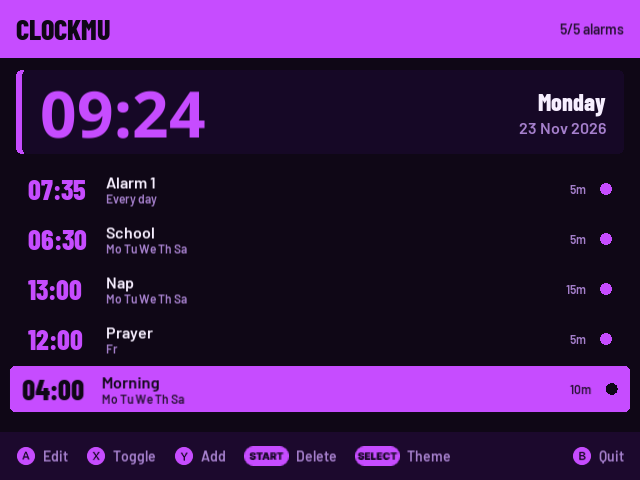 CLOCKMU
5/5 alarms
09:24
Monday
23 Nov 2026
07:35 Alarm 1 5m
Every day
06:30 School 5m
Mo Tu We Th Sa
13:00 Nap 15m
Mo Tu We Th Sa
12:00 Prayer 5m
Fr
04:00 Morning 10m
Mo Tu We Th Sa
A Edit X Toggle Y Add START Delete SELECT Theme B Quit